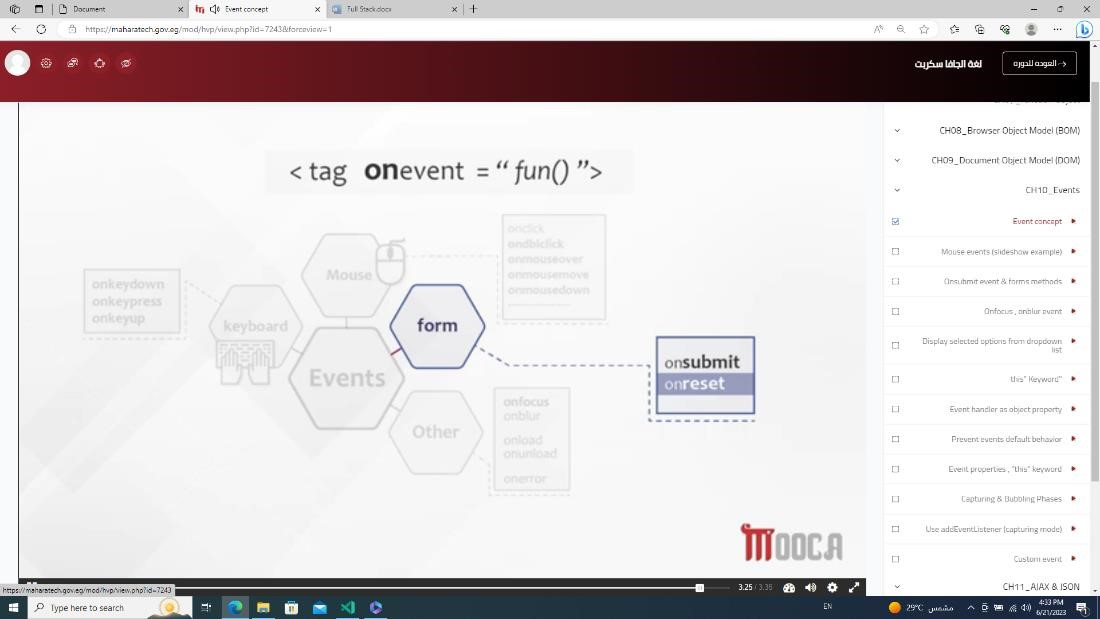 Document
Event concept
Full Stack.docx
https://maharatech.gov.eg/mod/hvp/view.php?id=7243&forceview=1
لغة الجافا سكربت
العوده للدوره
CH08_Browser Object Model (BOM)
CH09_Document Object Model (DOM)
CH10_Events
Event concept
Mouse events (slideshow example)
Onsubmit event & forms methods
Onfocus , onblur event
Display selected options from dropdown
list
this" Keyword"
Event handler as object property
Prevent events default behavior
Event properties , "this" keyword
Capturing & Bubbling Phases
Use addEventListener (capturing mode)
Custom event
CH11_AJAX & JSON
< tag onevent = “ fun() ”>
onclick
ondblclick
onmouseover
onmousemove
onmousedown
Mouse
onkeydown
onkeypress
onkeyup
keyboard
form
onsubmit
onreset
Events
Other
onfocus
onblur
onload
onunload
onerror
MOOCA
3.25 / 3.35
https://maharatech.gov.eg/mod/hvp/view.php?id=7243
Type here to search
EN
29°C مشمس
4:33 PM
6/21/2023